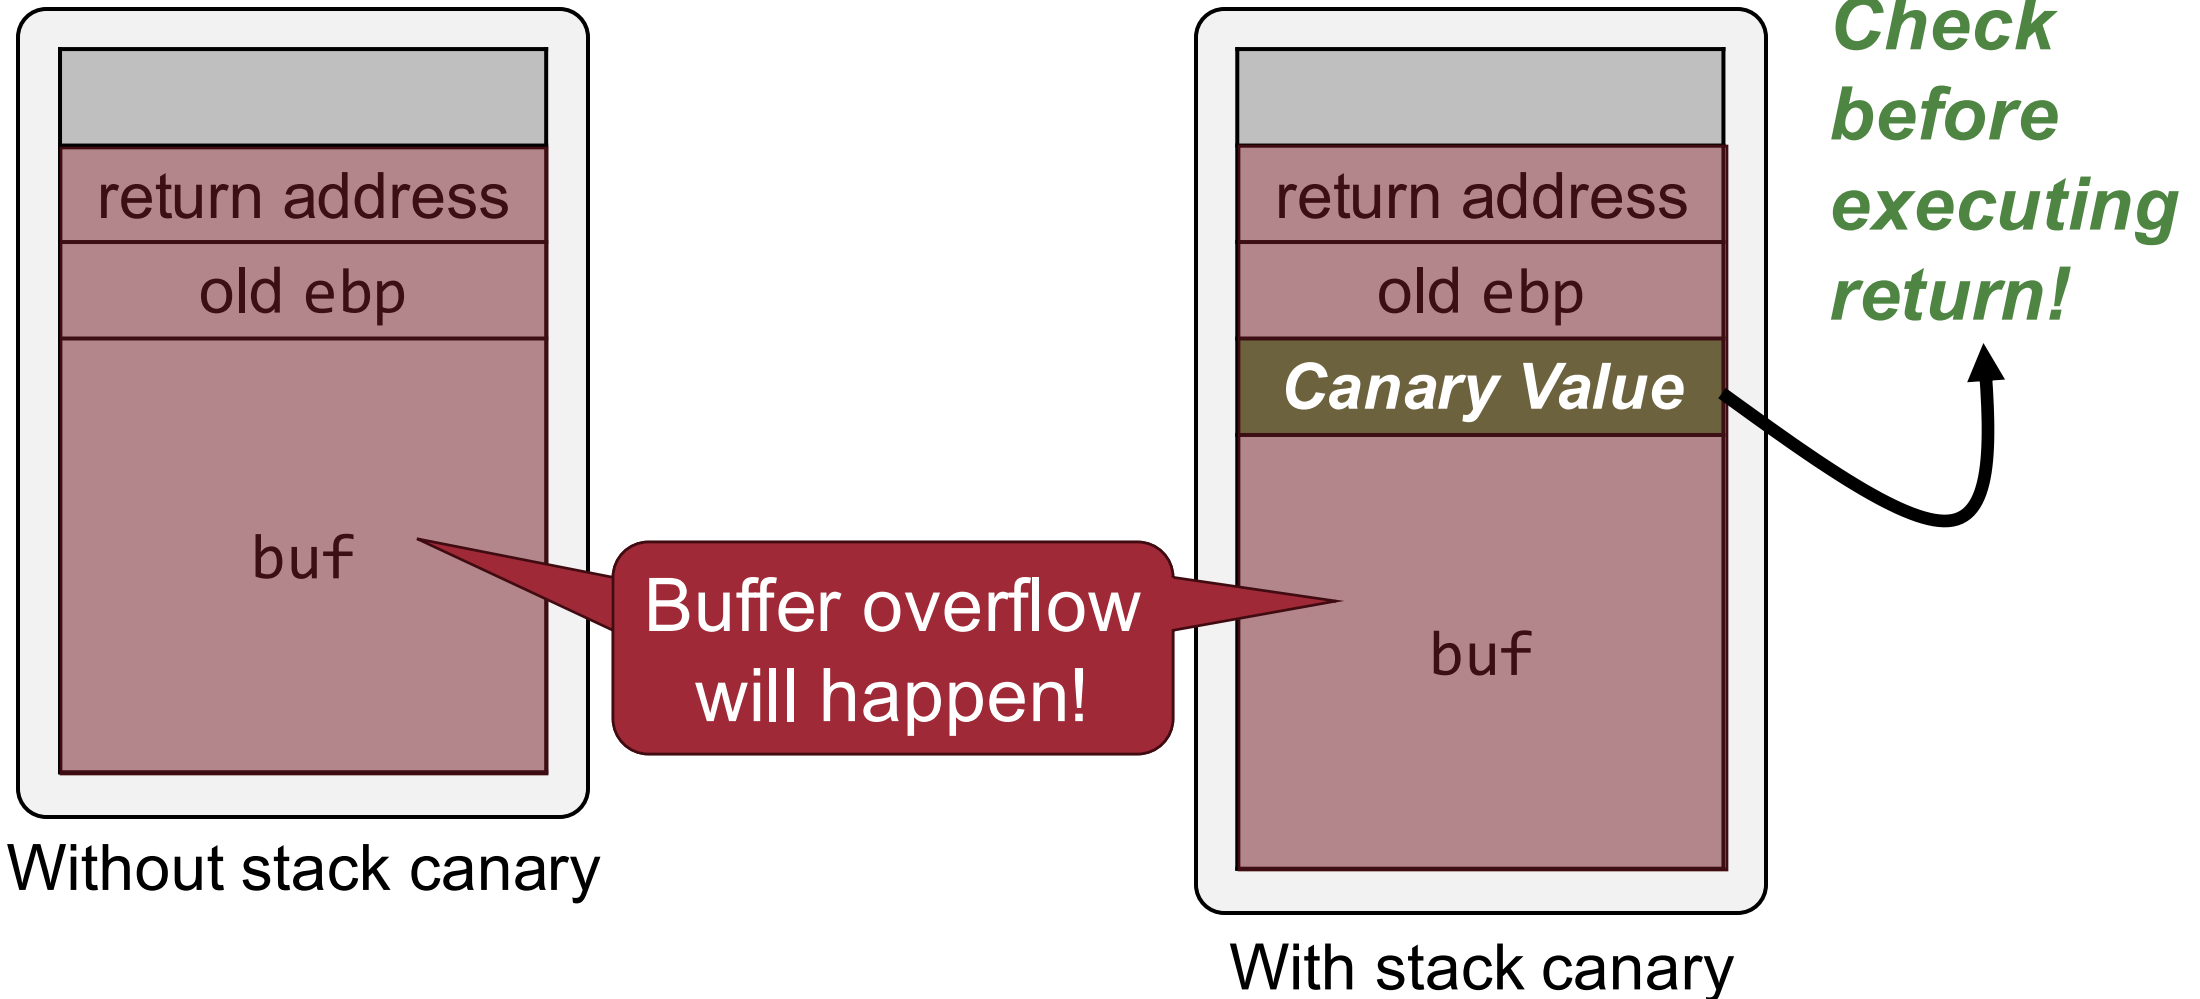 return address
old ebp
buf
Without stack canary
Buffer overflow
will happen!
return address
old ebp
Canary Value
buf
With stack canary
Check
before
executing
return!